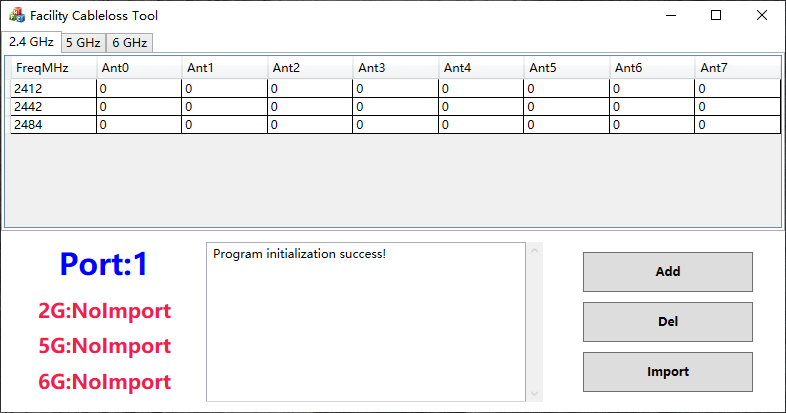 Facility Cableloss Tool
2.4 GHz 5 GHz 6 GHz
FreqMHz Ant0 Ant1 Ant2 Ant3 Ant4 Ant5 Ant6 Ant7
2412 0 0 0 0 0 0 0 0
2442 0 0 0 0 0 0 0 0
2484 0 0 0 0 0 0 0 0
Port:1
2G:NoImport
5G:NoImport
6G:NoImport
Program initialization success!
Add
Del
Import